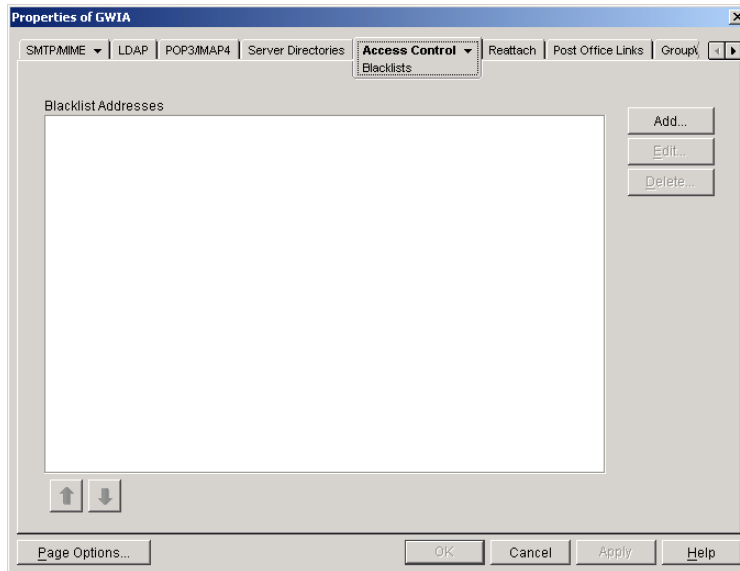 Properties of GWIA
SMTP/MIME LDAP POP3/IMAP4 Server Directories Access Control Reattach Post Office Links
Blacklists
Blacklist Addresses
Add...
Edit...
Delete...
Page Options... OK Cancel Apply Help